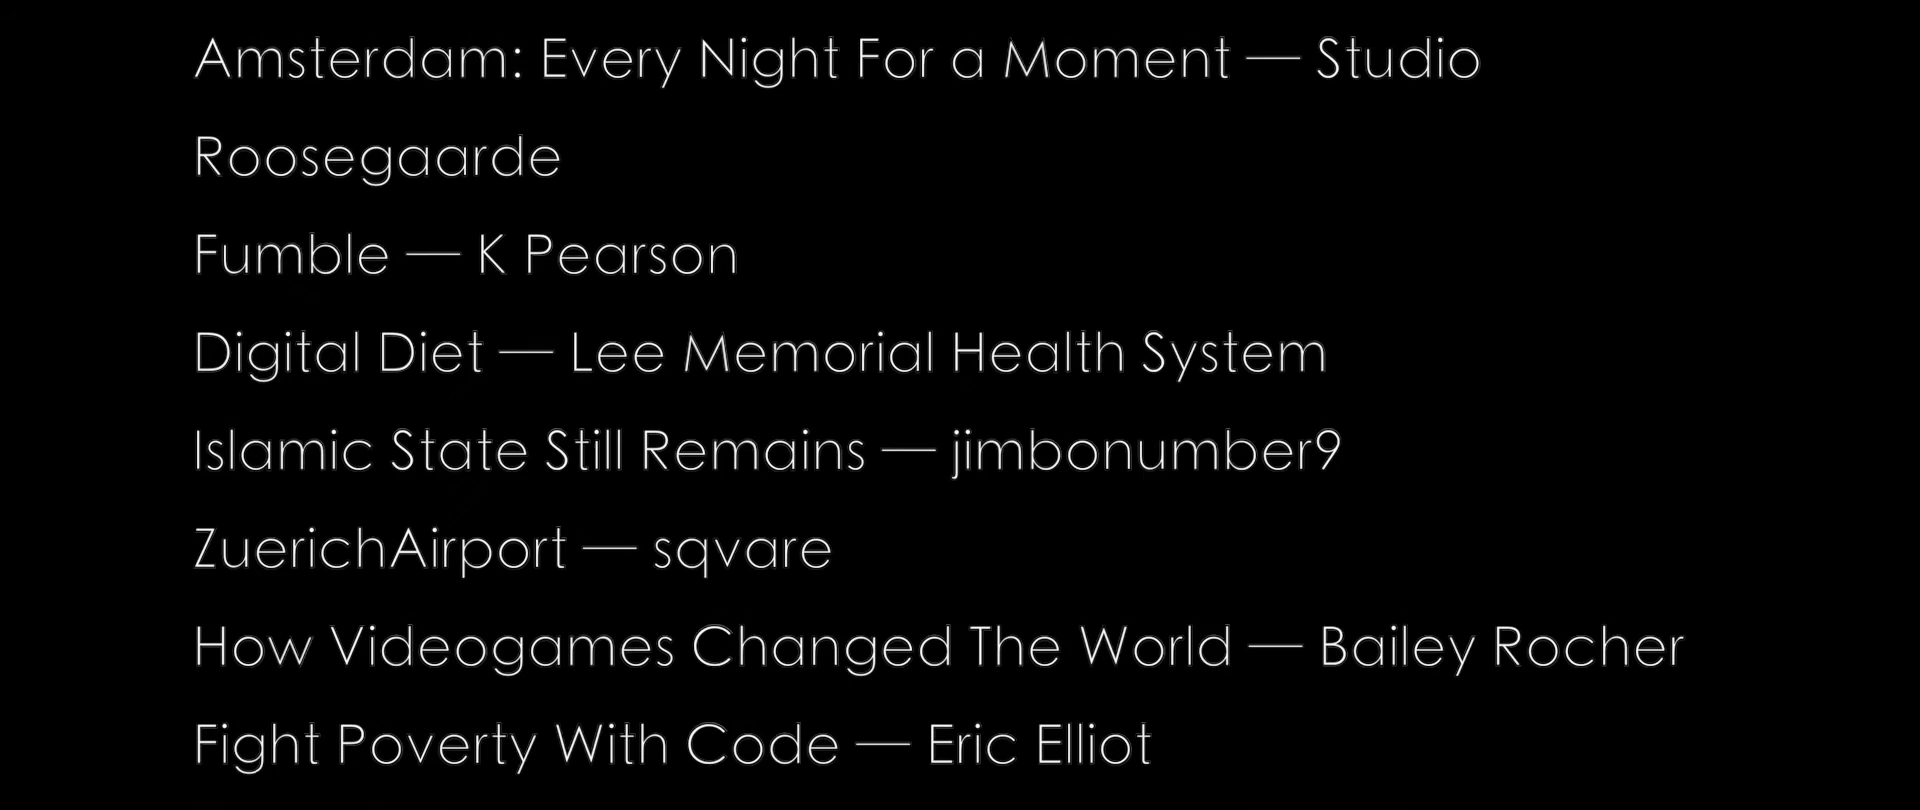 Amsterdam: Every Night For a Moment — Studio
Roosegaarde
Fumble — K Pearson
Digital Diet — Lee Memorial Health System
Islamic State Still Remains — jimbonumber9
ZuerichAirport — sqvare
How Videogames Changed The World — Bailey Rocher
Fight Poverty With Code — Eric Elliot